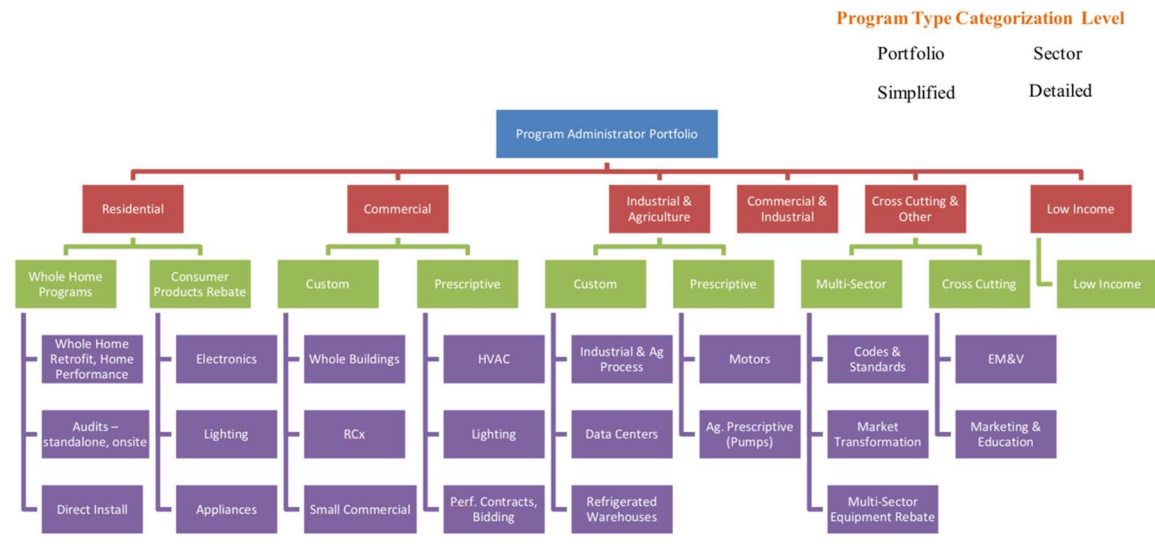 Program Type Categorization Level
Portfolio
Sector
Simplified
Detailed
Program Administrator Portfolio
Residential
Commercial
Industrial &
Agriculture
Commercial &
Industrial
Cross Cutting &
Other
Low Income
Whole Home
Programs
Consumer
Products Rebate
Custom
Prescriptive
Custom
Prescriptive
Multi-Sector
Cross Cutting
Low Income
Whole Home
Retrofit, Home
Performance
Electronics
Whole Buildings
HVAC
Industrial & Ag
Process
Motors
Codes &
Standards
EM&V
Audits –
standalone, onsite
Lighting
RCx
Lighting
Data Centers
Ag. Prescriptive
(Pumps)
Market
Transformation
Marketing &
Education
Direct Install
Appliances
Small Commercial
Perf. Contracts,
Bidding
Refrigerated
Warehouses
Multi-Sector
Equipment Rebate